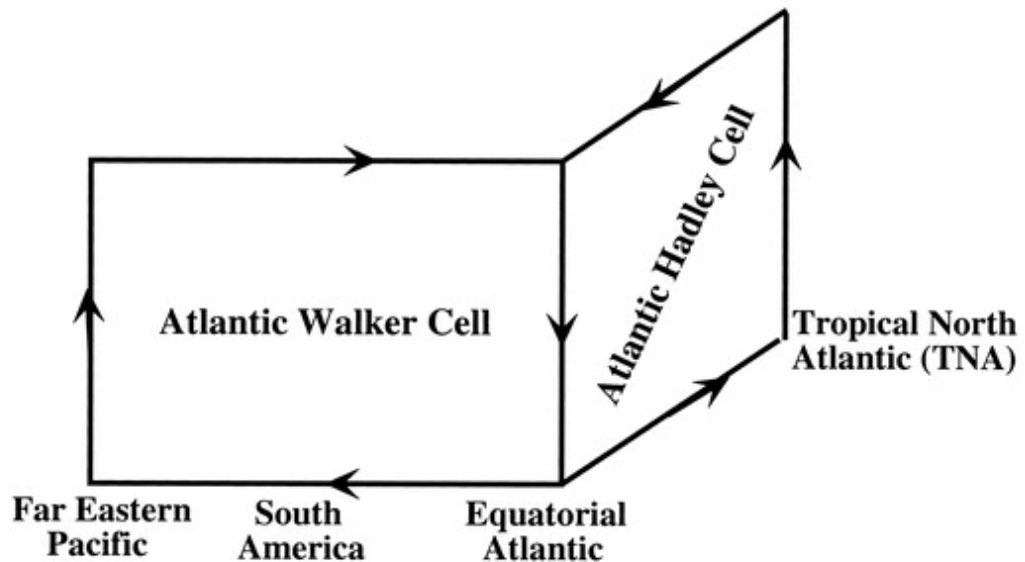 Atlantic Walker Cell
Atlantic Hadley Cell
Tropical North
Atlantic (TNA)
Far Eastern
Pacific
South
America
Equatorial
Atlantic